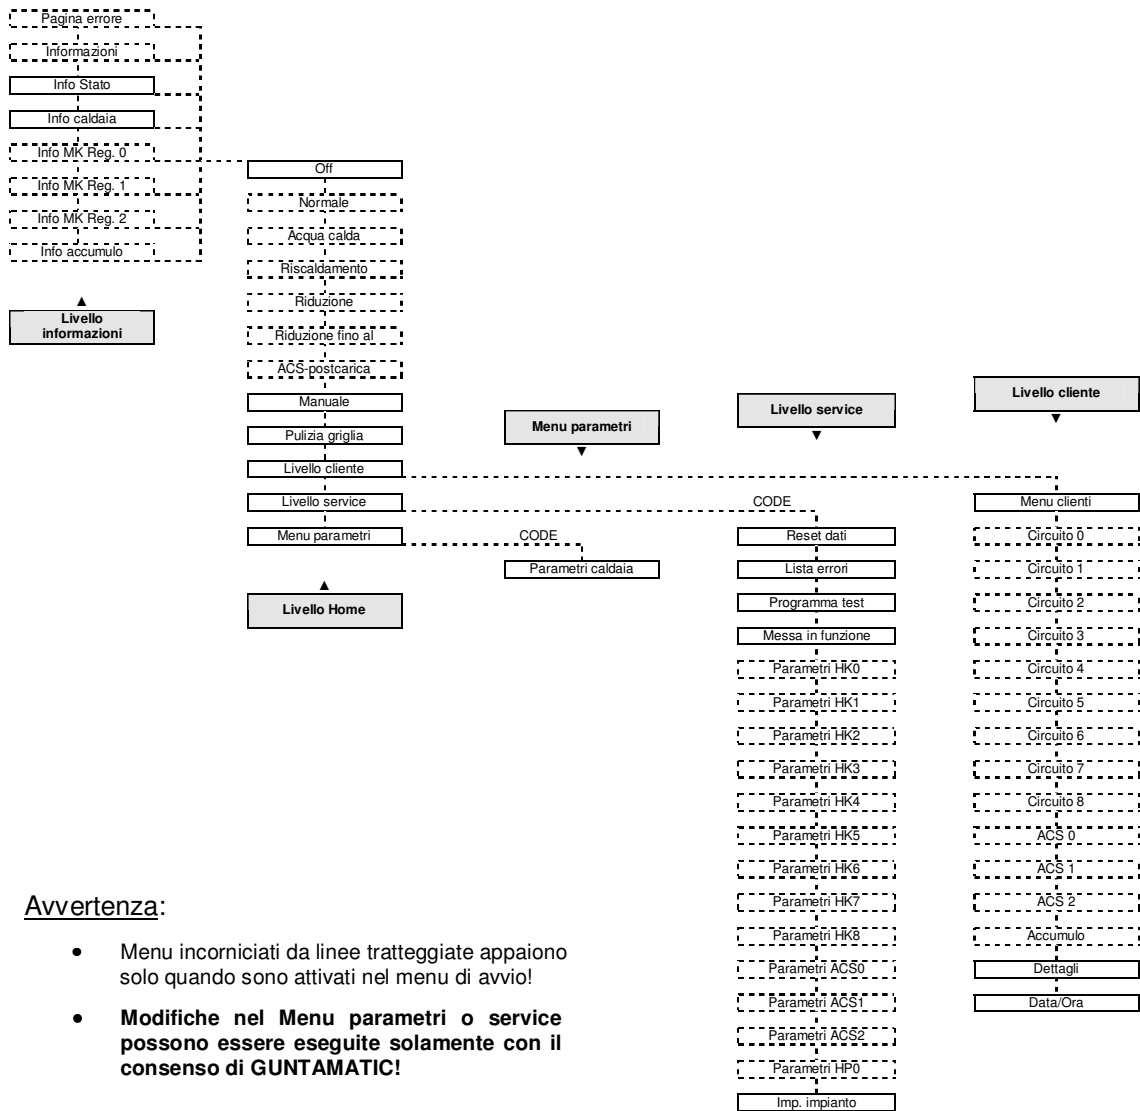 Pagina errore
Informazioni
Info Stato
Info caldaia
Info MK Reg. 0
Info MK Reg. 1
Info MK Reg. 2
Info accumulo
▲
Livello
informazioni
Off
Normale
Acqua calda
Riscaldamento
Riduzione
Riduzione fino al
ACS-postcarica
Manuale
Pulizia griglia
Livello cliente
Livello service
Menu parametri
▲
Livello Home
Menu parametri
▼
CODE
Parametri caldaia
Livello service
▼
CODE
Reset dati
Lista errori
Programma test
Messa in funzione
Parametri HK0
Parametri HK1
Parametri HK2
Parametri HK3
Parametri HK4
Parametri HK5
Parametri HK6
Parametri HK7
Parametri HK8
Parametri ACS0
Parametri ACS1
Parametri ACS2
Parametri HP0
Imp. impianto
Livello cliente
▼
Menu clienti
Circuito 0
Circuito 1
Circuito 2
Circuito 3
Circuito 4
Circuito 5
Circuito 6
Circuito 7
Circuito 8
ACS 0
ACS 1
ACS 2
Accumulo
Dettagli
Data/Ora
Avvertenza:
• Menu incorniciati da linee tratteggiate appaiono
solo quando sono attivati nel menu di avvio!
• Modifiche nel Menu parametri o service
possono essere eseguite solamente con il
consenso di GUNTAMATIC!